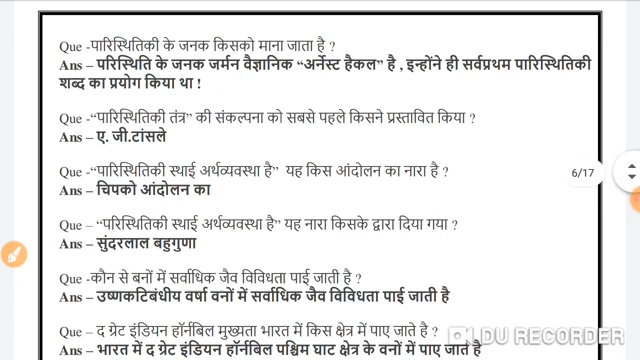 Que -पारिस्थितिकी के जनक किसको माना जाता है ?
Ans – परिस्थिति के जनक जर्मन वैज्ञानिक “अर्नेस्ट हैकल” है , इन्होंने ही सर्वप्रथम पारिस्थितिकी
शब्द का प्रयोग किया था !
Que -“पारिस्थितिकी तंत्र” की संकल्पना को सबसे पहले किसने प्रस्तावित किया ?
Ans – ए. जी.टांसले
Que -“पारिस्थितिकी स्थाई अर्थव्यवस्था है” यह किस आंदोलन का नारा है ?
6/17
Ans – चिपको आंदोलन का
Que – “परिस्थितिकी स्थाई अर्थव्यवस्था है” यह नारा किसके द्वारा दिया गया ?
Ans – सुंदरलाल बहुगुणा
Que -कौन से बनों में सर्वाधिक जैव विविधता पाई जाती है ?
Ans – उष्णकटिबंधीय वर्षा वनों में सर्वाधिक जैव विविधता पाई जाती है
Que – द ग्रेट इंडियन हॉर्नबिल मुख्यता भारत में किस क्षेत्र में पाए जाते है ?
DU RECORDER
Ans – भारत में द ग्रेट इंडियन हॉर्नबिल पश्चिम घाट क्षेत्र के वनों में पाए जाते है